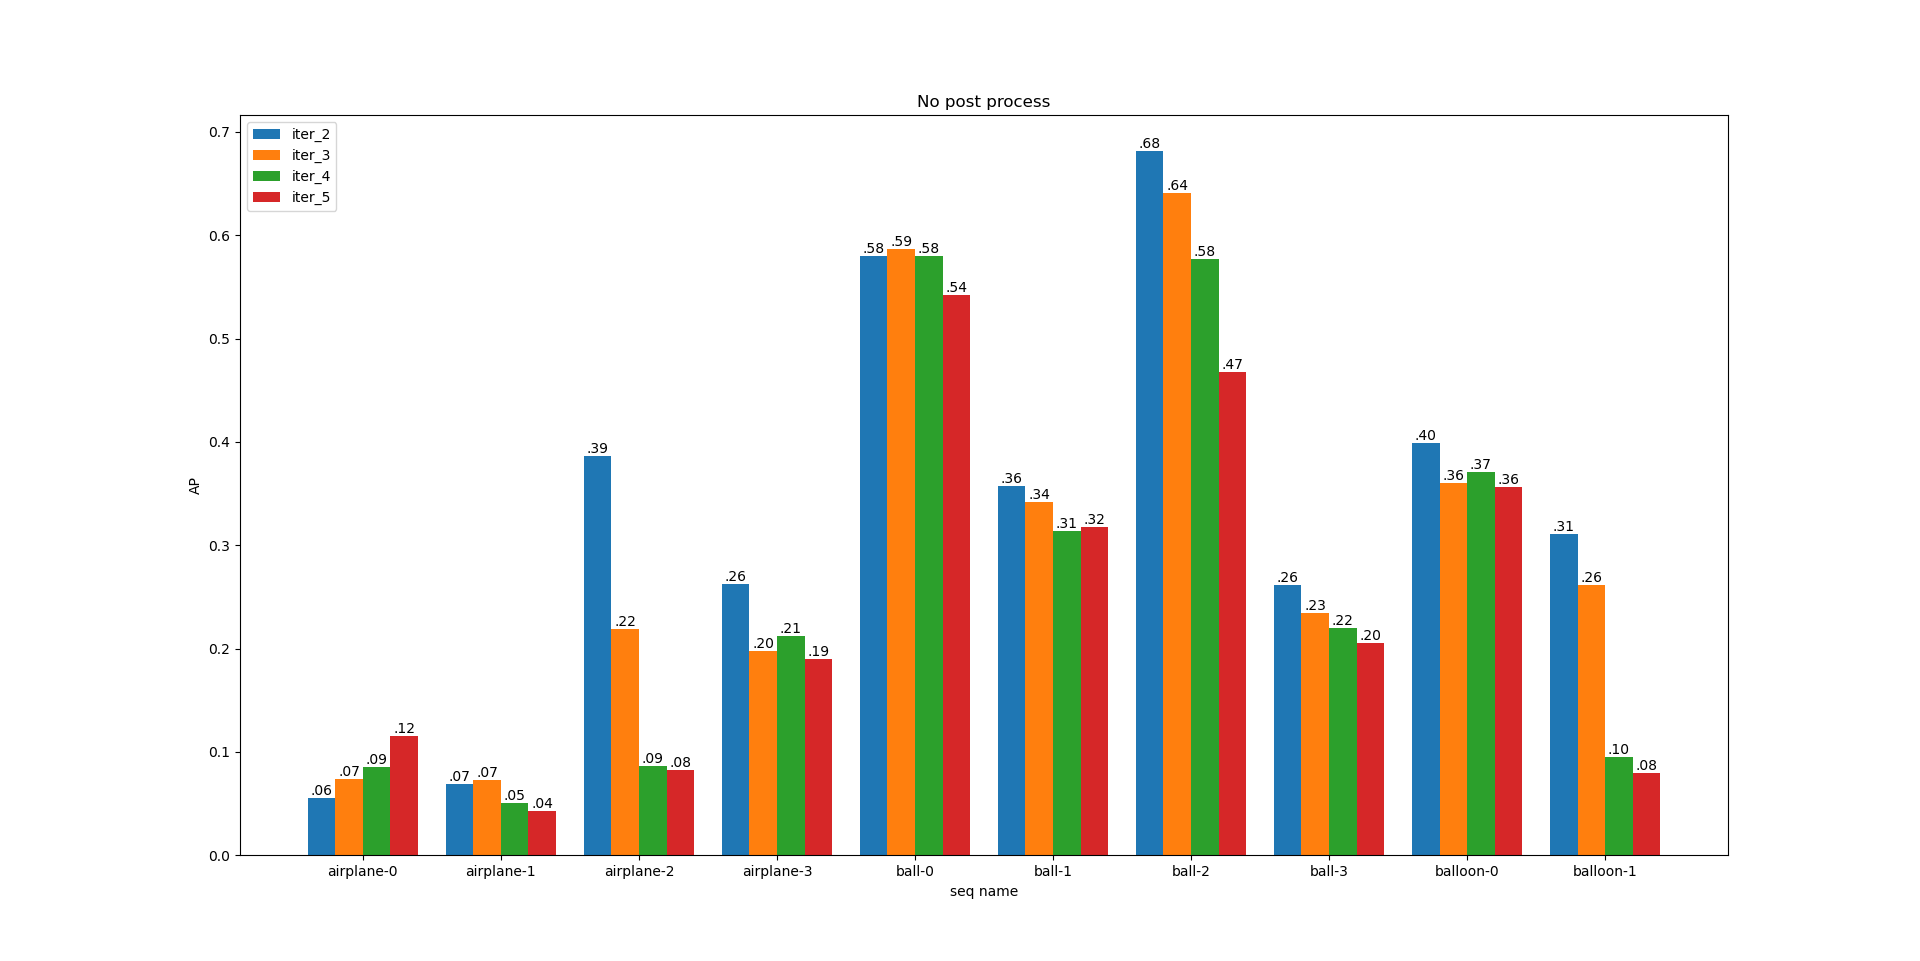 No post process
iter_2
iter_3
iter_4
iter_5
AP
0.7
0.6
0.5
0.4
0.3
0.2
0.1
0.0
.06 .07 .09 .12
.07 .07 .05 .04
.39 .22 .09 .08
.26 .20 .21 .19
.58 .59 .58 .54
.36 .34 .31 .32
.68 .64 .58 .47
.26 .23 .22 .20
.40 .36 .37 .36
.31 .26 .10 .08
airplane-0 airplane-1 airplane-2 airplane-3 ball-0 ball-1 ball-2 ball-3 balloon-0 balloon-1
seq name